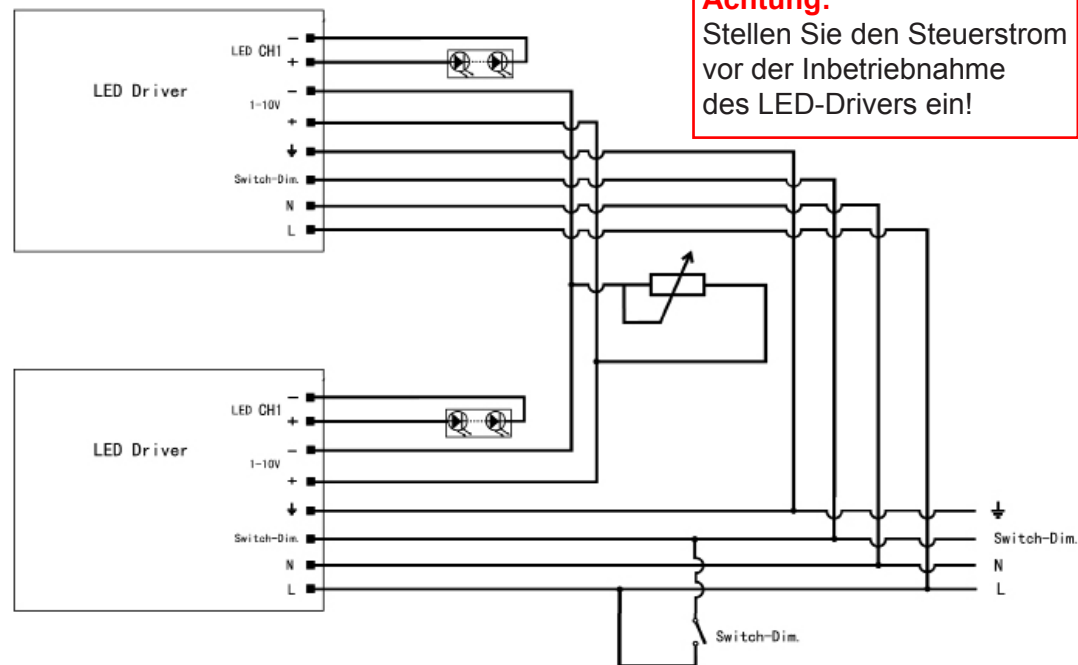 Achtung:
Stellen Sie den Steuerstrom
vor der Inbetriebnahme
des LED-Drivers ein!
LED Driver
LED CH1
-
+
1-10V
-
+
Switch-Dim.
N
L
LED Driver
LED CH1
-
+
1-10V
-
+
Switch-Dim.
N
L
Switch-Dim.
N
L
Switch-Dim.